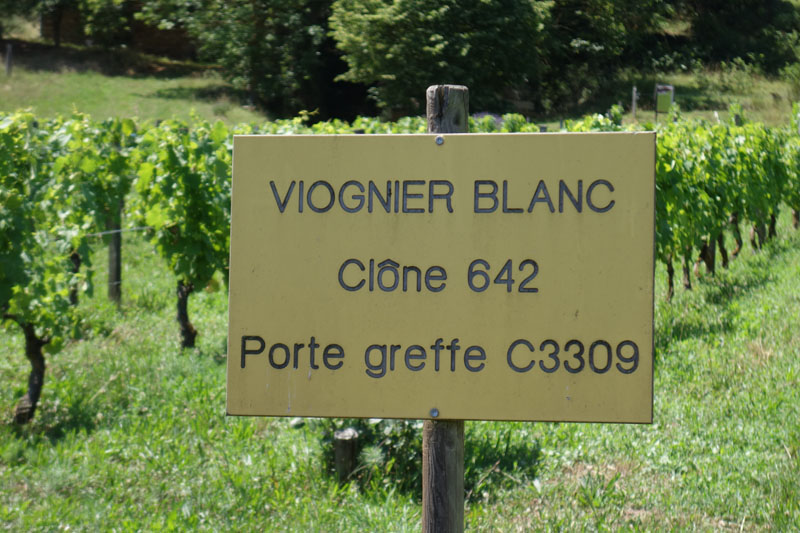 VIOGNIER BLANC
Clône 642
Porte greffe C3309